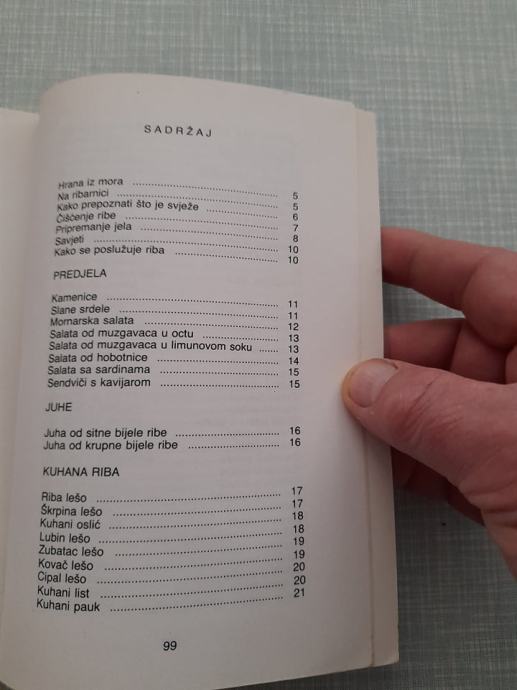 SADRŽAJ
Hrana iz mora ........ 5
Na ribarnici ........ 5
Kako prepoznati što je svježe ........ 6
Čišćenje ribe ........ 7
Pripremanje jela ........ 8
Savjeti ........ 10
Kako se poslužuje riba ........ 10
PREDJELA
Kamenice ........ 11
Slane srdele ........ 11
Mornarska salata ........ 12
Salata od muzgavaca u octu ........ 13
Salata od muzgavaca u limunovom soku ........ 13
Salata od hobotnice ........ 14
Salata sa sardinama ........ 15
Sendviči s kavijarom ........ 15
JUHE
Juha od sitne bijele ribe ........ 16
Juha od krupne bijele ribe ........ 16
KUHANA RIBA
Riba lešo ........ 17
Škrpina lešo ........ 17
Kuhani oslić ........ 18
Lubin lešo ........ 18
Zubatac lešo ........ 19
Kovač lešo ........ 19
Cipal lešo ........ 20
Kuhani list ........ 20
Kuhani pauk ........ 21
99